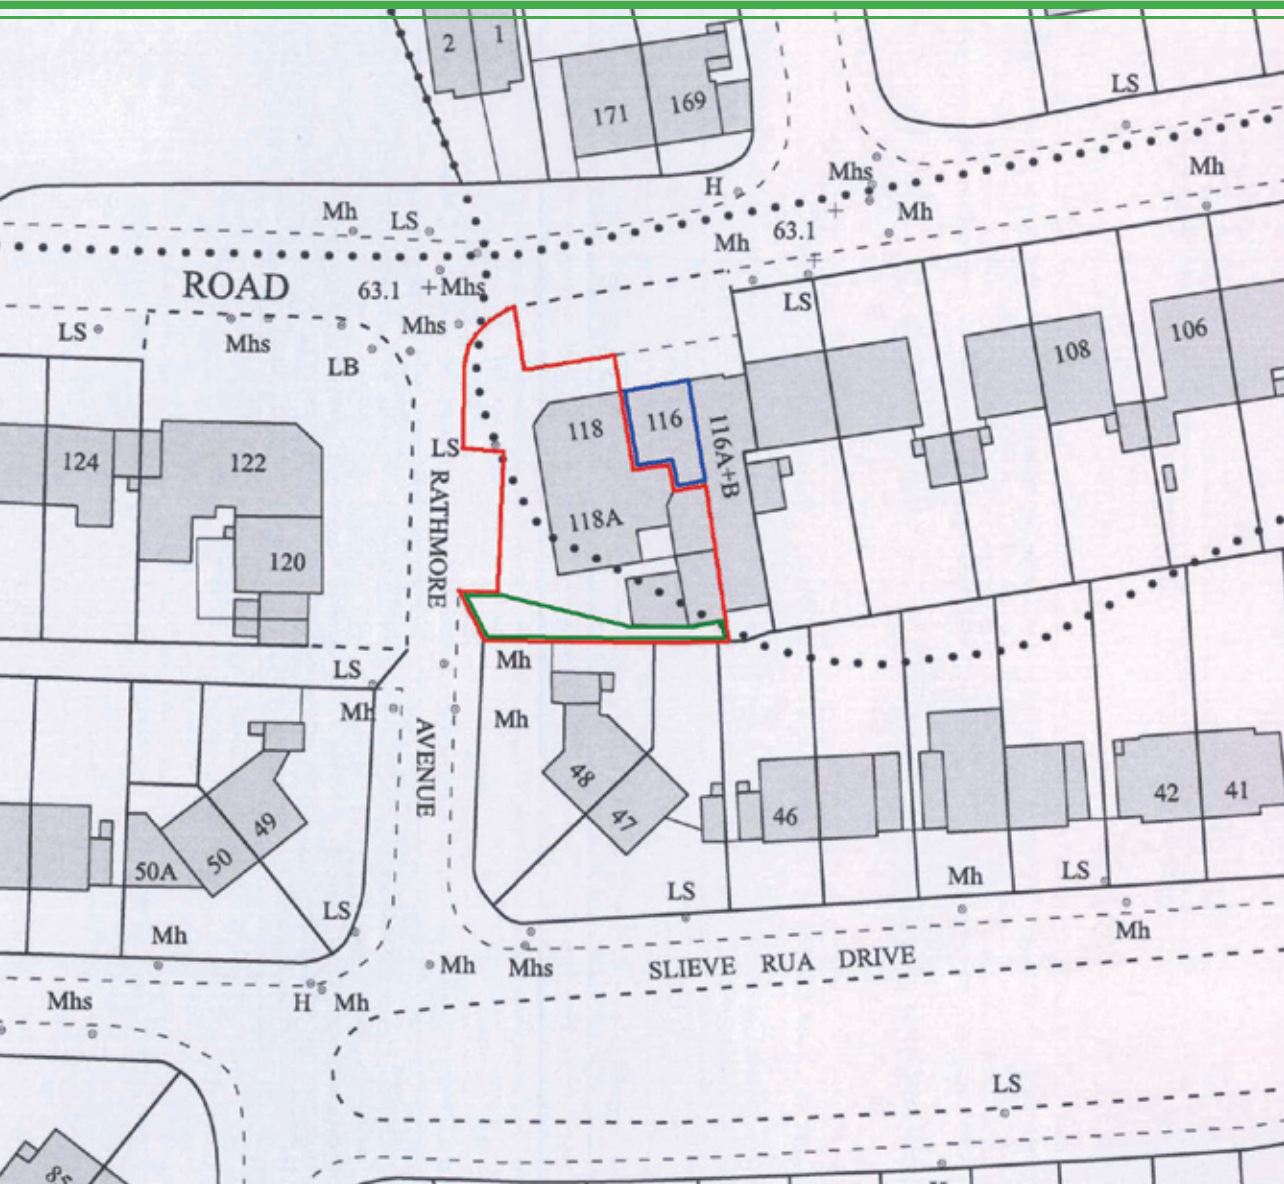 2
1
171
169
LS
H
Mhs
Mh
Mh
LS
Mh
63.1
Mh
ROAD
63.1
Mhs
LS
Mhs
Mhs
LB
LS
106
108
118
116
116A+B
LS
124
122
RATHMORE
118A
120
Mh
LS
Mh
Mh
AVENUE
48
47
46
42
41
49
50
50A
LS
LS
Mh
LS
Mh
Mh
Mhs
Mh
SLIEVE RUA DRIVE
Mhs
H
Mh
LS
85